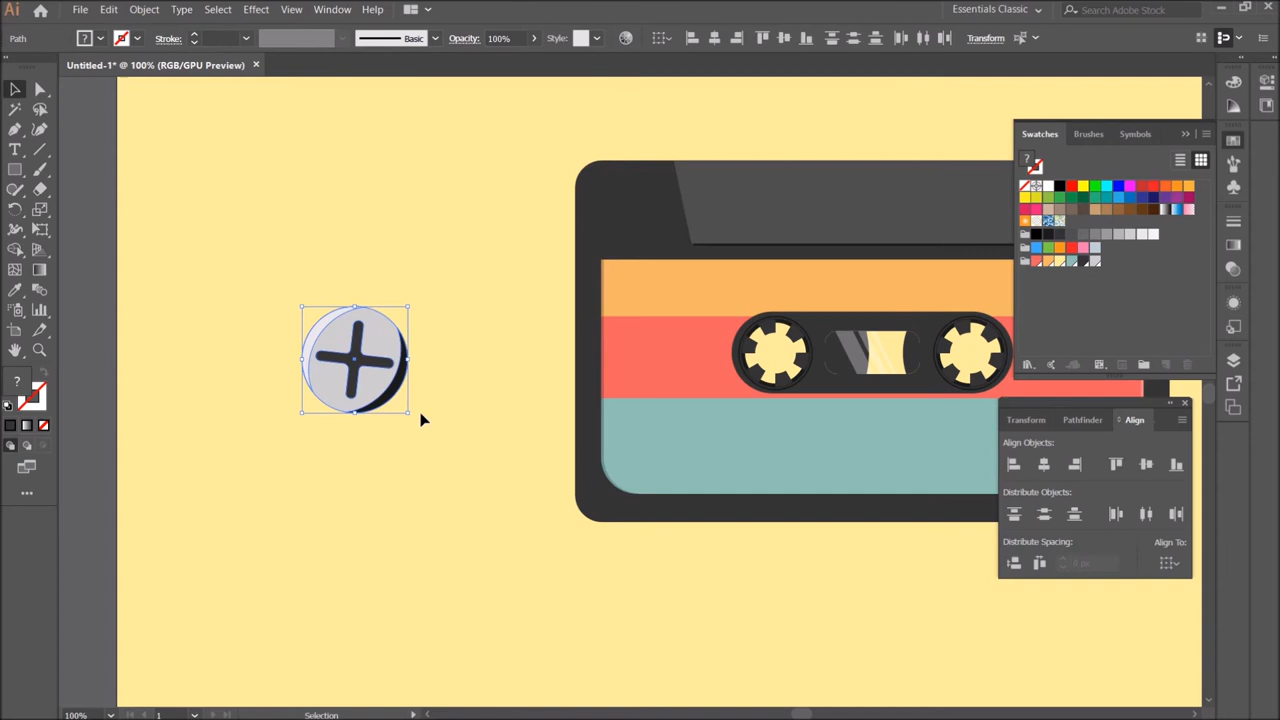 Ai File Edit Object Type Select Effect View Window Help Essentials Classic Search Adobe Stock
Path ? Stroke: Basic Opacity: 100% Style: Transform
Untitled-1* @ 100% (RGB/GPU Preview) ×
Swatches Brushes Symbols
?
?
Transform Pathfinder Align
Align Objects:
Distribute Objects:
Distribute Spacing: Align To:
0 px
100% 1 Selection